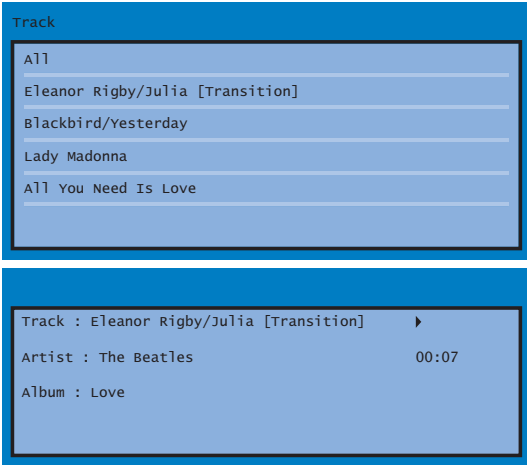 Track
All
Eleanor Rigby/Julia [Transition]
Blackbird/Yesterday
Lady Madonna
All You Need Is Love
Track : Eleanor Rigby/Julia [Transition]
Artist : The Beatles 00:07
Album : Love